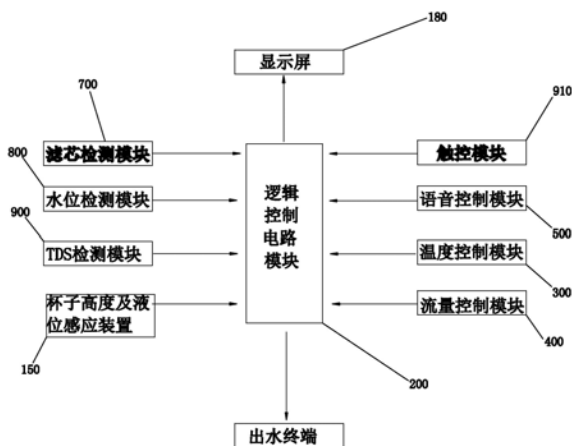 180
显示屏
700
910
滤芯检测模块
触控模块
800
水位检测模块
语音控制模块
逻辑
控制
电路
模块
900
500
TDS检测模块
温度控制模块
300
杯子高度及液
位感应装置
流量控制模块
400
150
200
出水终端